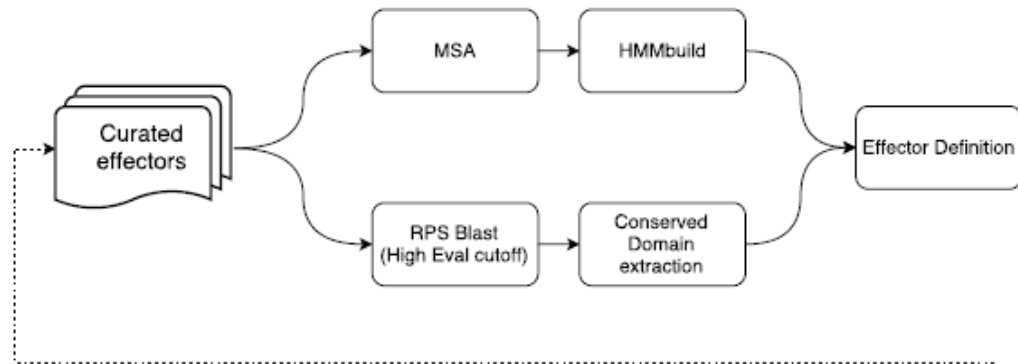 MSA
HMMbuild
Curated
effectors
Effector Definition
RPS Blast
(High Eval cutoff)
Conserved
Domain
extraction